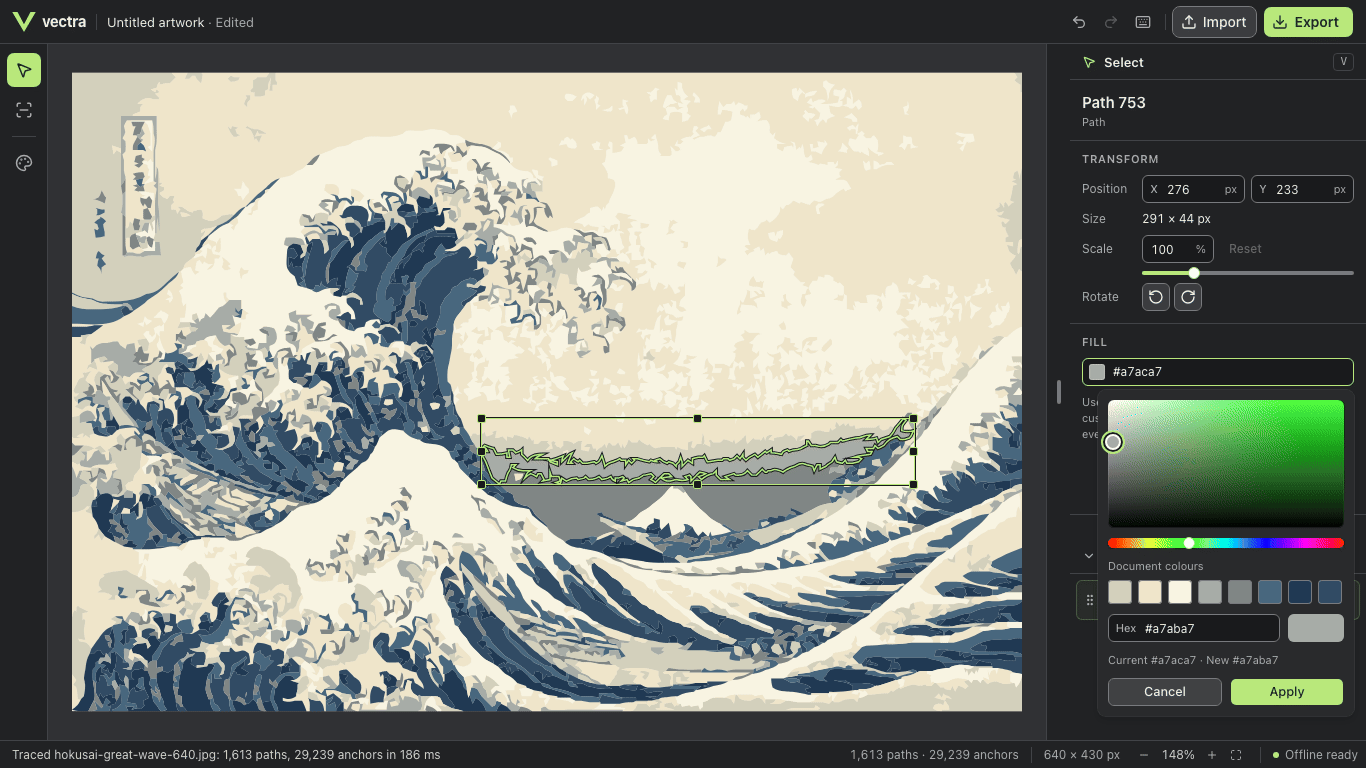 vectra
Untitled artwork · Edited
Import
Export
Select
V
Path 753
Path
TRANSFORM
Position X 276 px Y 233 px
Size 291 × 44 px
Scale 100 % Reset
Rotate
FILL
#a7aca7
Use
cus
eve
Document colours
Hex #a7aba7
Current #a7aca7 · New #a7aba7
Cancel Apply
Traced hokusai-great-wave-640.jpg: 1,613 paths, 29,239 anchors in 186 ms
1,613 paths · 29,239 anchors
640 × 430 px
148%
Offline ready